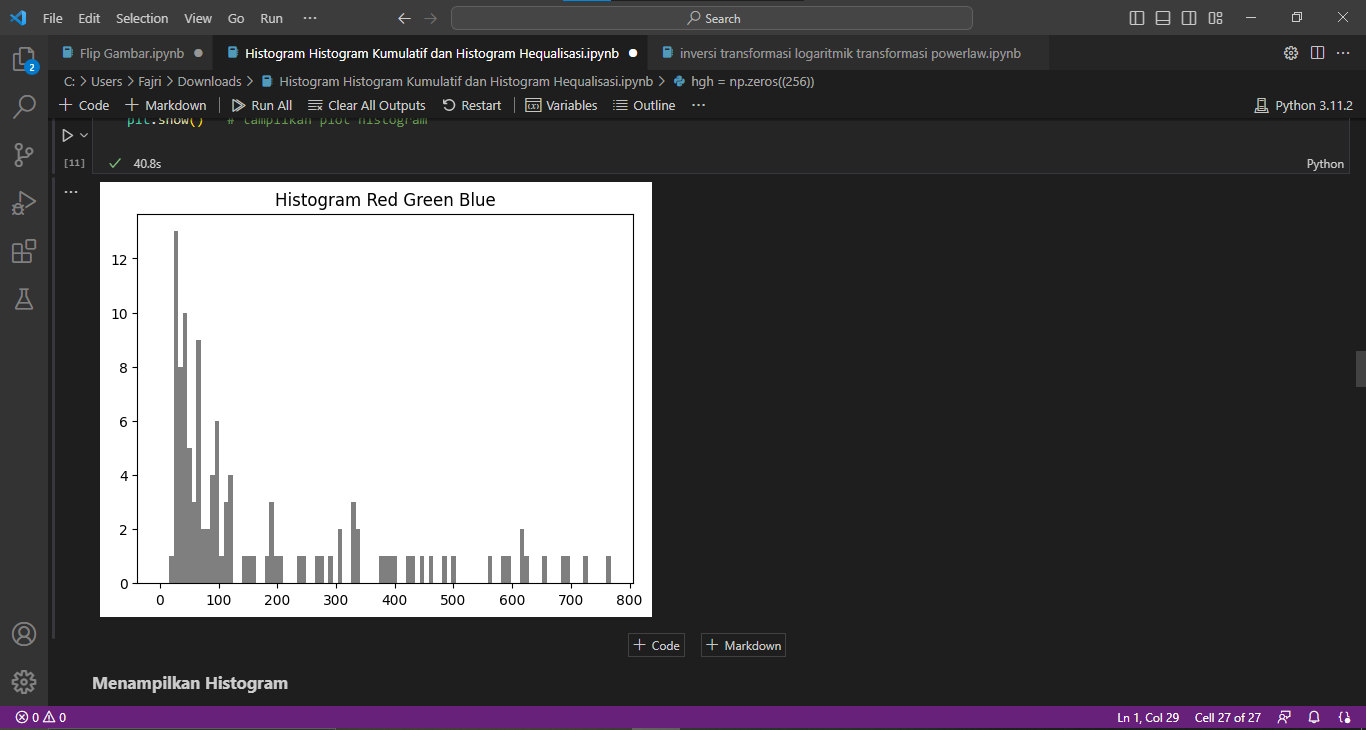 File Edit Selection View Go Run ··· Search
2
Flip Gambar.ipynb Histogram Histogram Kumulatif dan Histogram Hequalisasi.ipynb inversi transformasi logaritmik transformasi powerlaw.ipynb
C: > Users > Fajri > Downloads > Histogram Histogram Kumulatif dan Histogram Hequalisasi.ipynb > hgh = np.zeros((256))
+ Code + Markdown Run All Clear All Outputs Restart Variables Outline ··· Python 3.11.2
plt.show() # tampilkan plot histogram
[11] 40.8s Python
Histogram Red Green Blue
12
10
8
6
4
2
0
0 100 200 300 400 500 600 700 800
+ Code + Markdown
Menampilkan Histogram
0 0 Ln 1, Col 29 Cell 27 of 27